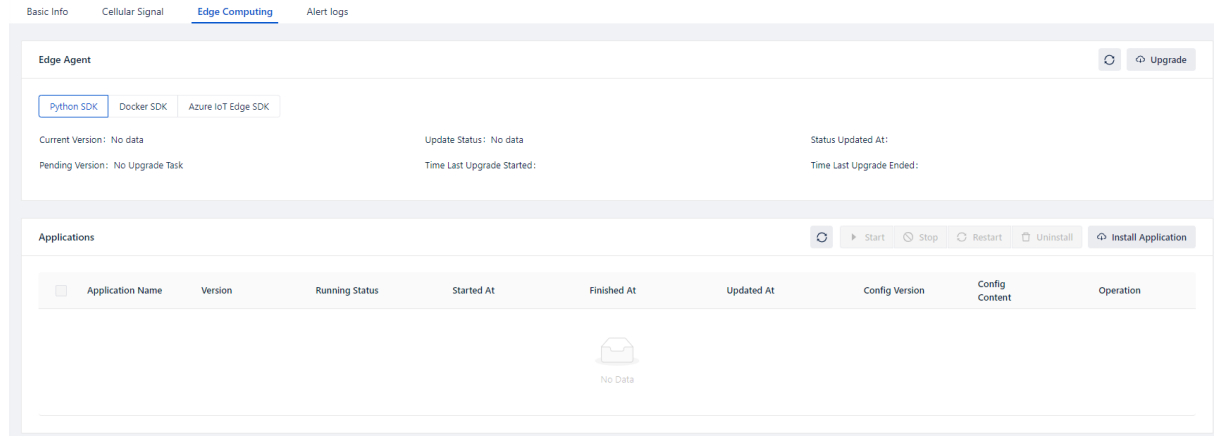 Basic Info Cellular Signal Edge Computing Alert logs
Edge Agent Upgrade
Python SDK Docker SDK Azure IoT Edge SDK
Current Version: No data Update Status: No data Status Updated At:
Pending Version: No Upgrade Task Time Last Upgrade Started: Time Last Upgrade Ended:
Applications Start Stop Restart Uninstall Install Application
Application Name Version Running Status Started At Finished At Updated At Config Version Config Content Operation
No Data